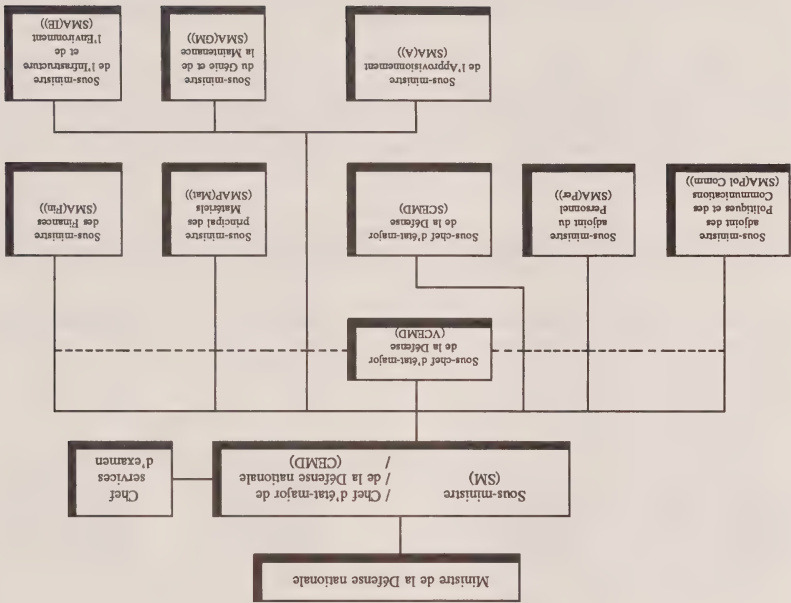 Ministre de la Défense nationale
Sous-ministre
(SM)
/ Chef d'état-major de
/ de la Défense nationale
/ (CEMD)
Chef
services
d'examen
Sous-chef d'état-major
de la Défense
(VCEMD)
Sous-ministre
adjoint des
Politiques et des
Communications
(SMA(Pol Comm))
Sous-ministre
adjoint du
Personnel
(SMA(Per))
Sous-chef d'état-major
de la Défense
(SCEMD)
Sous-ministre
principal des
Matériels
(SMAP(Mat))
Sous-ministre
des Finances
(SMA(Fin))
Sous-ministre
de l'Approvisionnement
(SMA(A))
Sous-ministre
du Génie et de
la Maintenance
(SMA(GM))
Sous-ministre
de l'Infrastructure
et de
l'Environment
(SMA(IE))